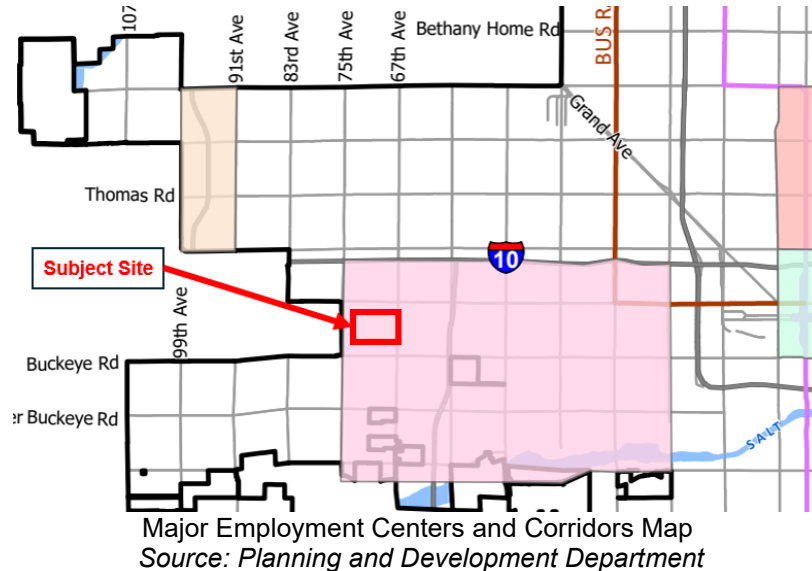 107
91st Ave
83rd Ave
75th Ave
67th Ave
Bethany Home Rd
BUS R
Grand Ave
Thomas Rd
10
Subject Site
99th Ave
Buckeye Rd
er Buckeye Rd
SALT
Major Employment Centers and Corridors Map
Source: Planning and Development Department